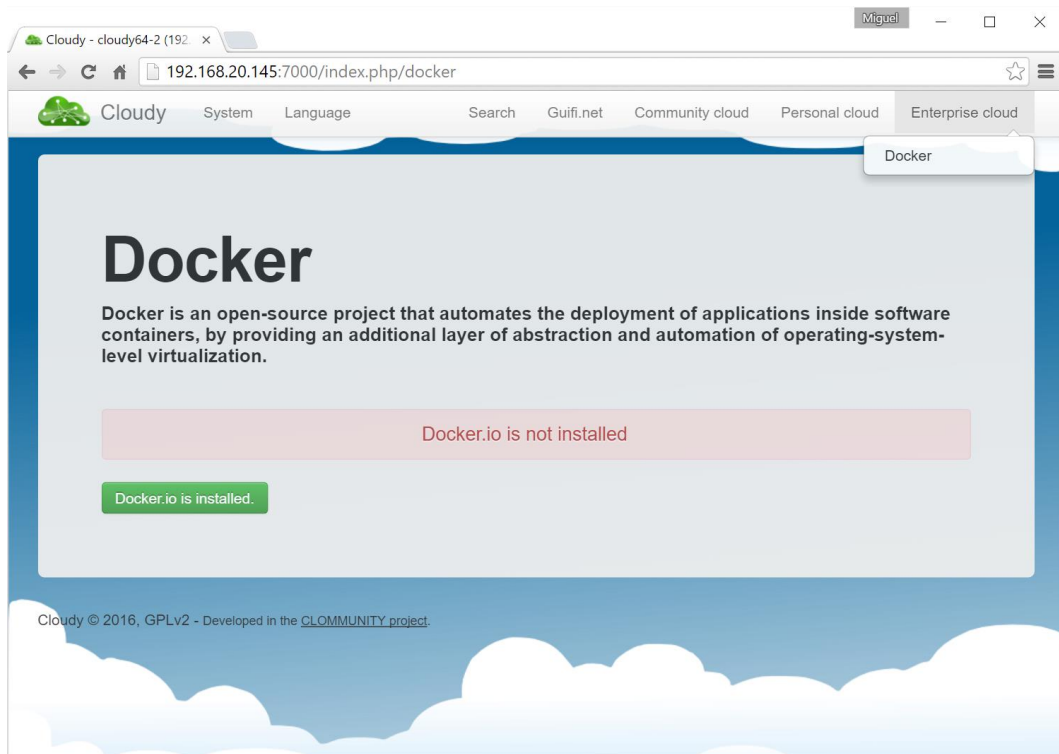 Miguel
Cloudy - cloudy64-2 (192
192.168.20.145:7000/index.php/docker
Cloudy System Language Search Guifi.net Community cloud Personal cloud Enterprise cloud
Docker
Docker
Docker is an open-source project that automates the deployment of applications inside software
containers, by providing an additional layer of abstraction and automation of operating-system-
level virtualization.
Docker.io is not installed
Docker.io is installed.
Cloudy © 2016, GPLv2 - Developed in the CLOMMUNITY project.